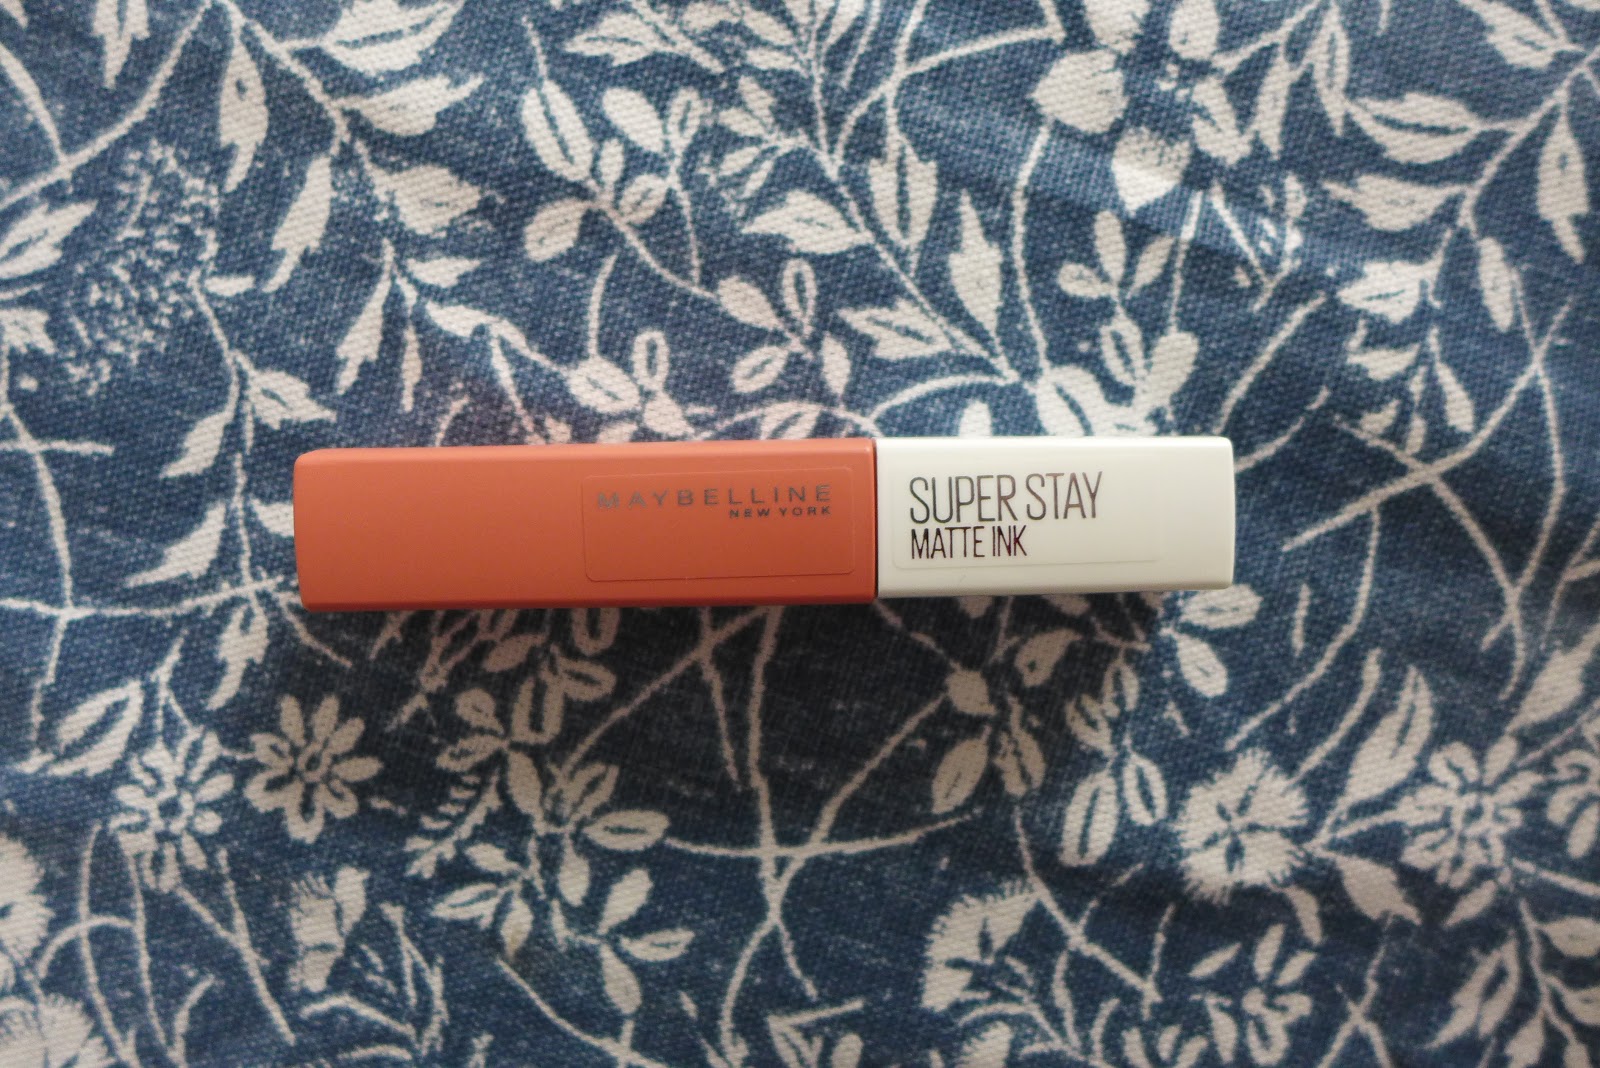 MAYBELLINE
NEW YORK
SUPER STAY
MATTE INK